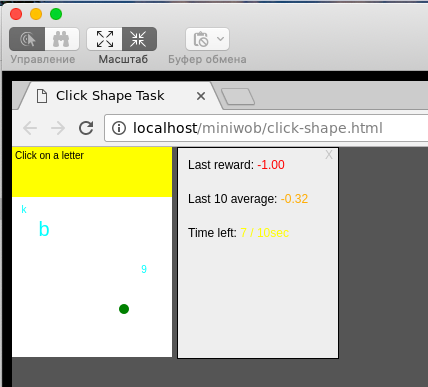 Управление
Масштаб
Буфер обмена
Click Shape Task
localhost/miniwob/click-shape.html
Click on a letter
k
b
9
X
Last reward: -1.00
Last 10 average: -0.32
Time left: 7 / 10sec